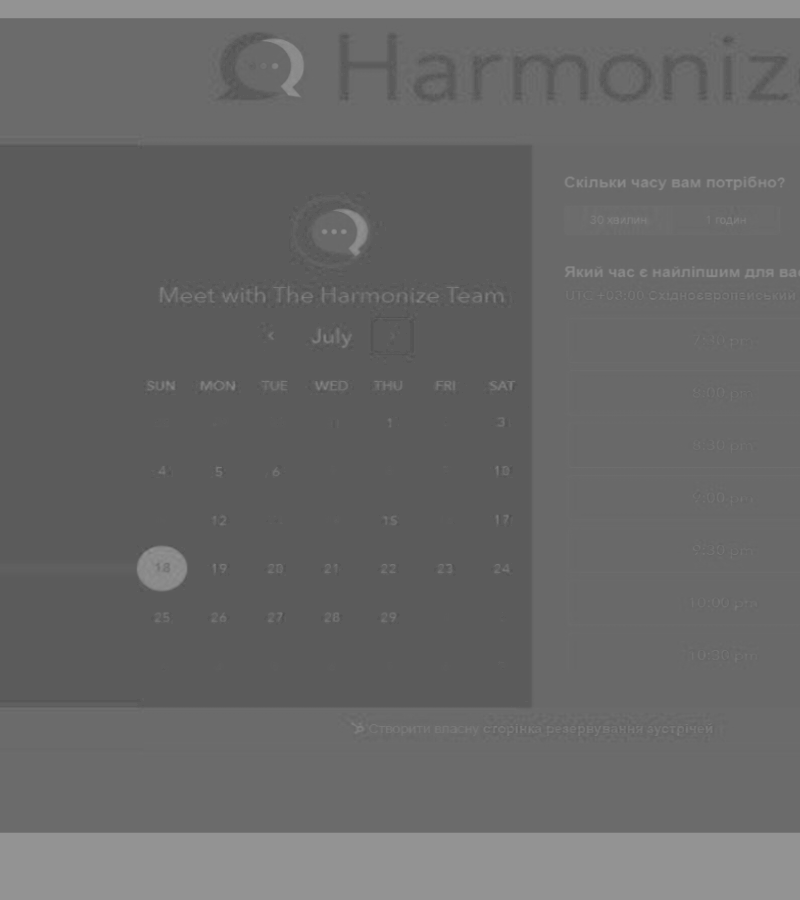 Harmoniz
Meet with The Harmonize Team
‹ July ›
SUN MON TUE WED THU FRI SAT
1 3
4 5 6 10
12 15 17
18 19 20 21 22 23 24
25 26 27 28 29
Скільки часу вам потрібно?
30 хвилин 1 годин
Який час є найліпшим для вас
UTC +03:00 Східноєвропейський
7:30 pm
8:00 pm
8:30 pm
9:00 pm
9:30 pm
10:00 pm
10:30 pm
Створити власну сторінку резервування зустрічей